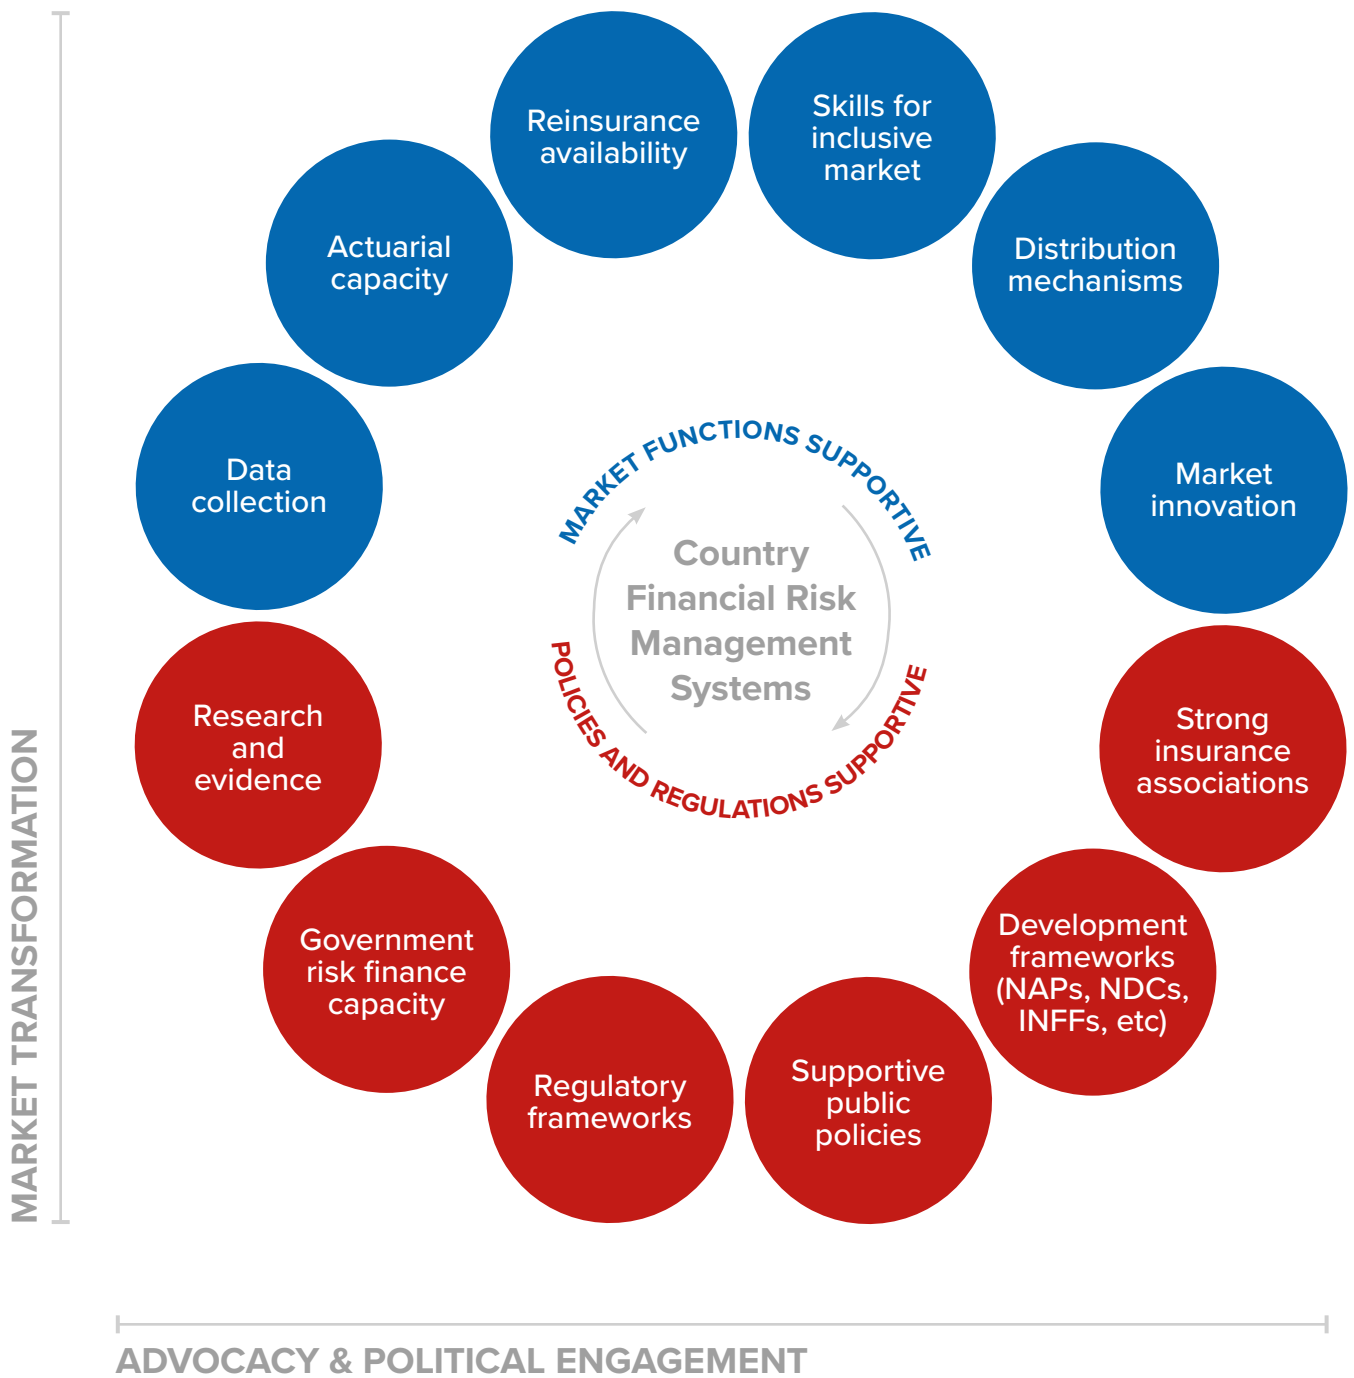 Reinsurance
availability
Skills for
inclusive
market
Actuarial
capacity
Distribution
mechanisms
Data
collection
Market
innovation
MARKET FUNCTIONS SUPPORTIVE
Country
Financial Risk
Management
Systems
POLICIES AND REGULATIONS SUPPORTIVE
Research
and
evidence
Strong
insurance
associations
Government
risk finance
capacity
Development
frameworks
(NAPs, NDCs,
INFFs, etc)
Regulatory
frameworks
Supportive
public
policies
MARKET TRANSFORMATION
ADVOCACY & POLITICAL ENGAGEMENT